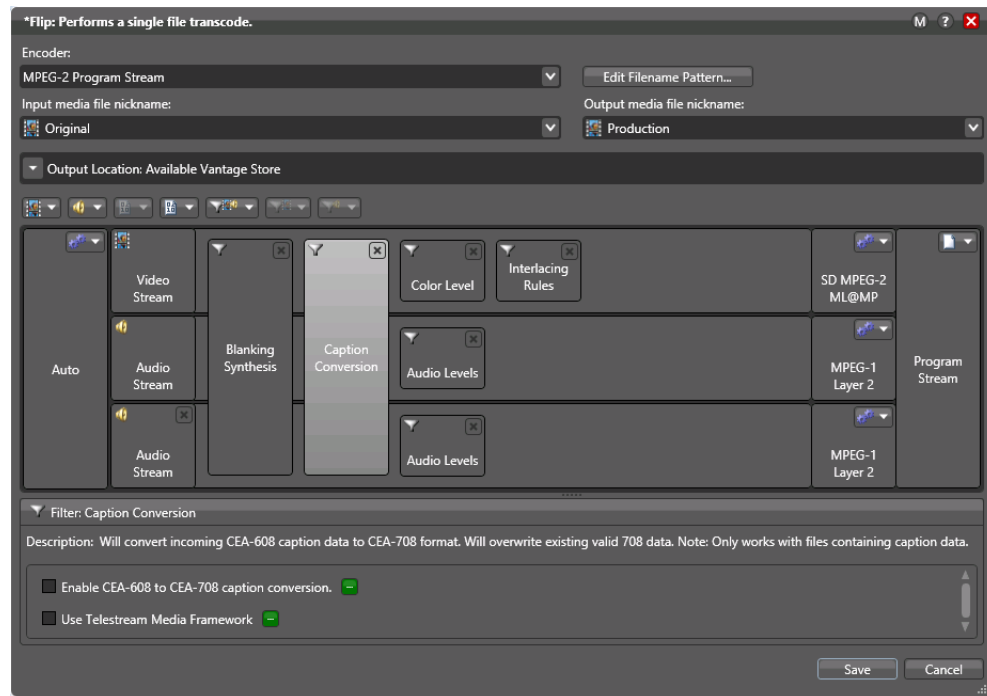 *Flip: Performs a single file transcode.
M ?
Encoder:
MPEG-2 Program Stream
Edit Filename Pattern...
Input media file nickname:
Output media file nickname:
Original
Production
Output Location: Available Vantage Store
Auto
Video
Stream
Blanking
Synthesis
Caption
Conversion
Color Level
Interlacing
Rules
SD MPEG-2
ML@MP
Audio
Stream
Audio Levels
MPEG-1
Layer 2
Program
Stream
Audio
Stream
Audio Levels
MPEG-1
Layer 2
Filter: Caption Conversion
Description: Will convert incoming CEA-608 caption data to CEA-708 format. Will overwrite existing valid 708 data. Note: Only works with files containing caption data.
Enable CEA-608 to CEA-708 caption conversion.
Use Telestream Media Framework
Save
Cancel